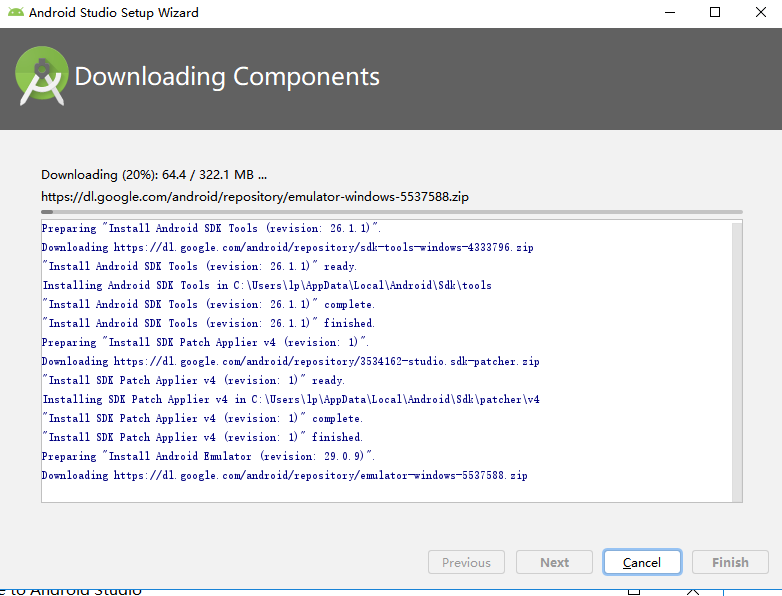 Android Studio Setup Wizard
Downloading Components
Downloading (20%): 64.4 / 322.1 MB ...
https://dl.google.com/android/repository/emulator-windows-5537588.zip
Preparing "Install Android SDK Tools (revision: 26.1.1)".
Downloading https://dl.google.com/android/repository/sdk-tools-windows-4333796.zip
"Install Android SDK Tools (revision: 26.1.1)" ready.
Installing Android SDK Tools in C:\Users\lp\AppData\Local\Android\Sdk\tools
"Install Android SDK Tools (revision: 26.1.1)" complete.
"Install Android SDK Tools (revision: 26.1.1)" finished.
Preparing "Install SDK Patch Applier v4 (revision: 1)".
Downloading https://dl.google.com/android/repository/3534162-studio.sdk-patcher.zip
"Install SDK Patch Applier v4 (revision: 1)" ready.
Installing SDK Patch Applier v4 in C:\Users\lp\AppData\Local\Android\Sdk\patcher\v4
"Install SDK Patch Applier v4 (revision: 1)" complete.
"Install SDK Patch Applier v4 (revision: 1)" finished.
Preparing "Install Android Emulator (revision: 29.0.9)".
Downloading https://dl.google.com/android/repository/emulator-windows-5537588.zip
Previous Next Cancel Finish
e to Android Studio